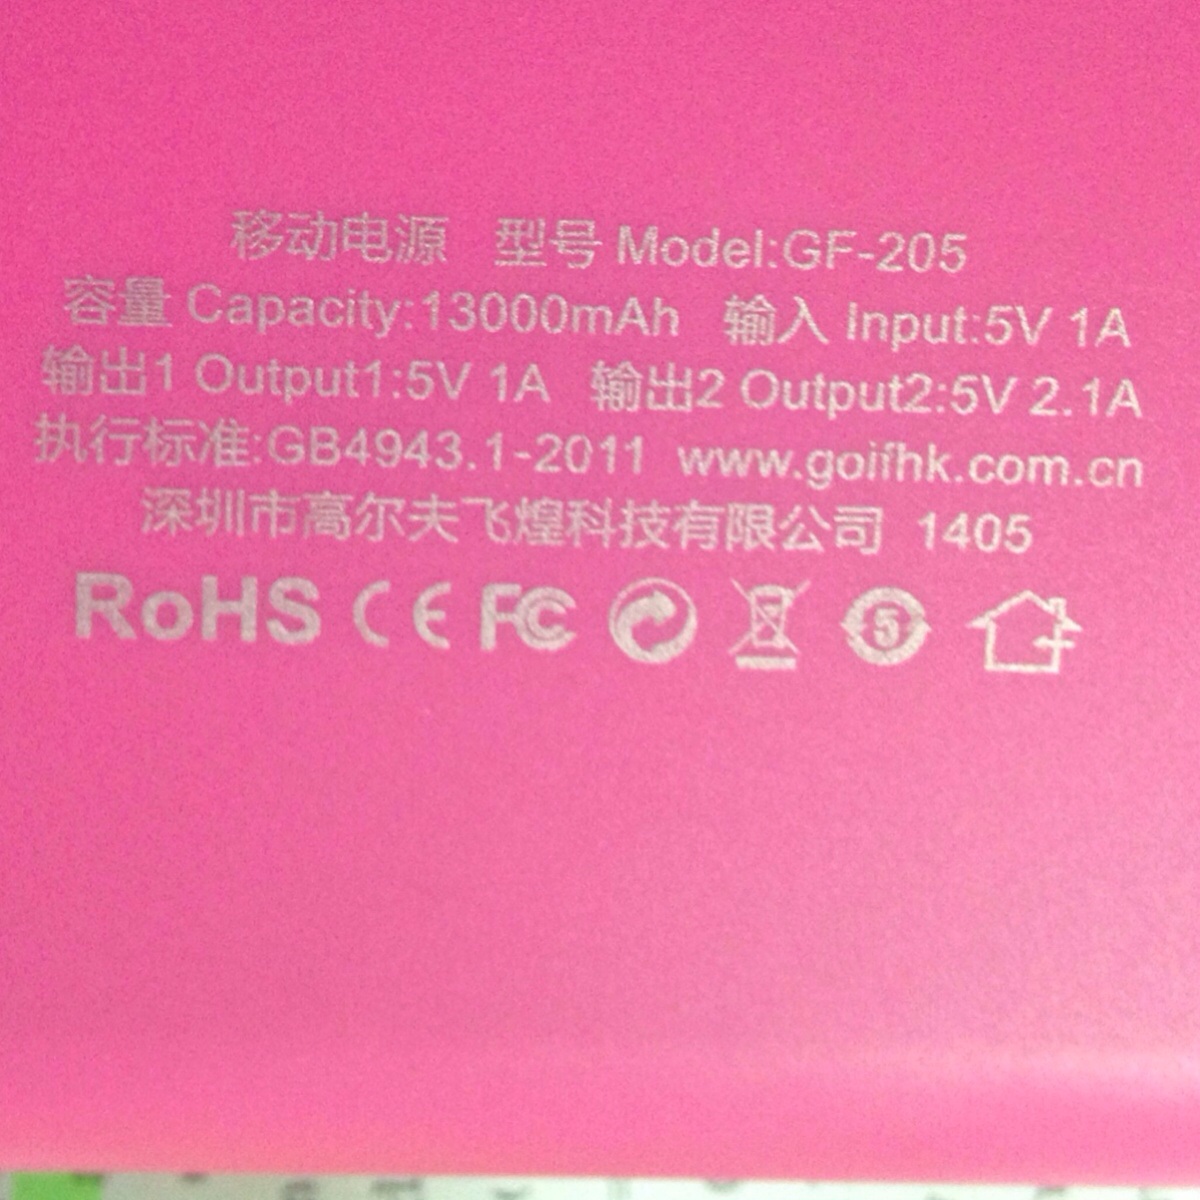 移动电源 型号 Model:GF-205
容量 Capacity:13000mAh 输入 Input:5V 1A
输出1 Output1:5V 1A 输出2 Output2:5V 2.1A
执行标准:GB4943.1-2011 www.goifhk.com.cn
深圳市高尔夫飞煌科技有限公司 1405
RoHS CE FC 5